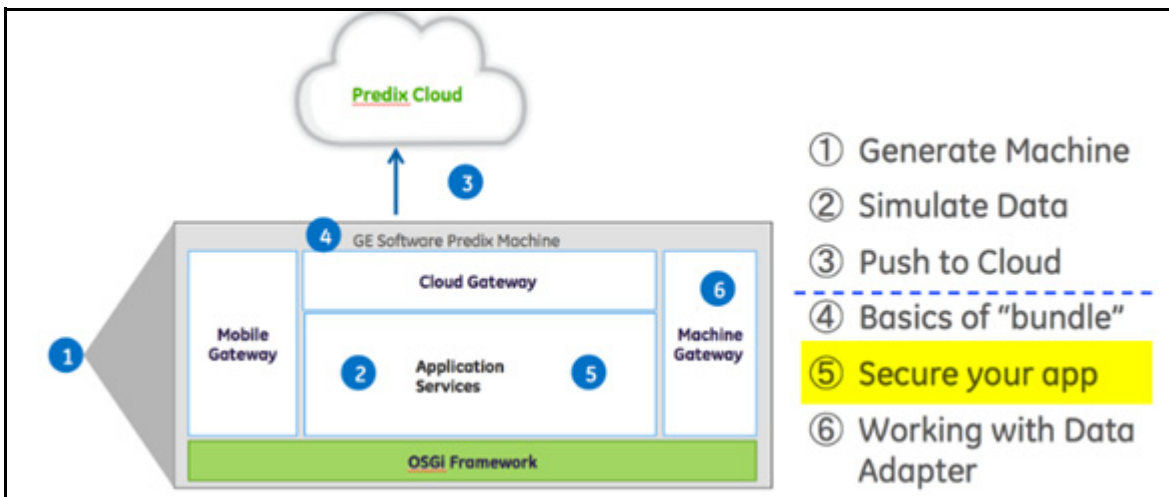 Predix Cloud
3
4
GE Software Predix Machine
Cloud Gateway
6
Mobile
Gateway
Machine
Gateway
1
2
Application
Services
5
OSGi Framework
① Generate Machine
② Simulate Data
③ Push to Cloud
④ Basics of “bundle”
⑤ Secure your app
⑥ Working with Data
Adapter